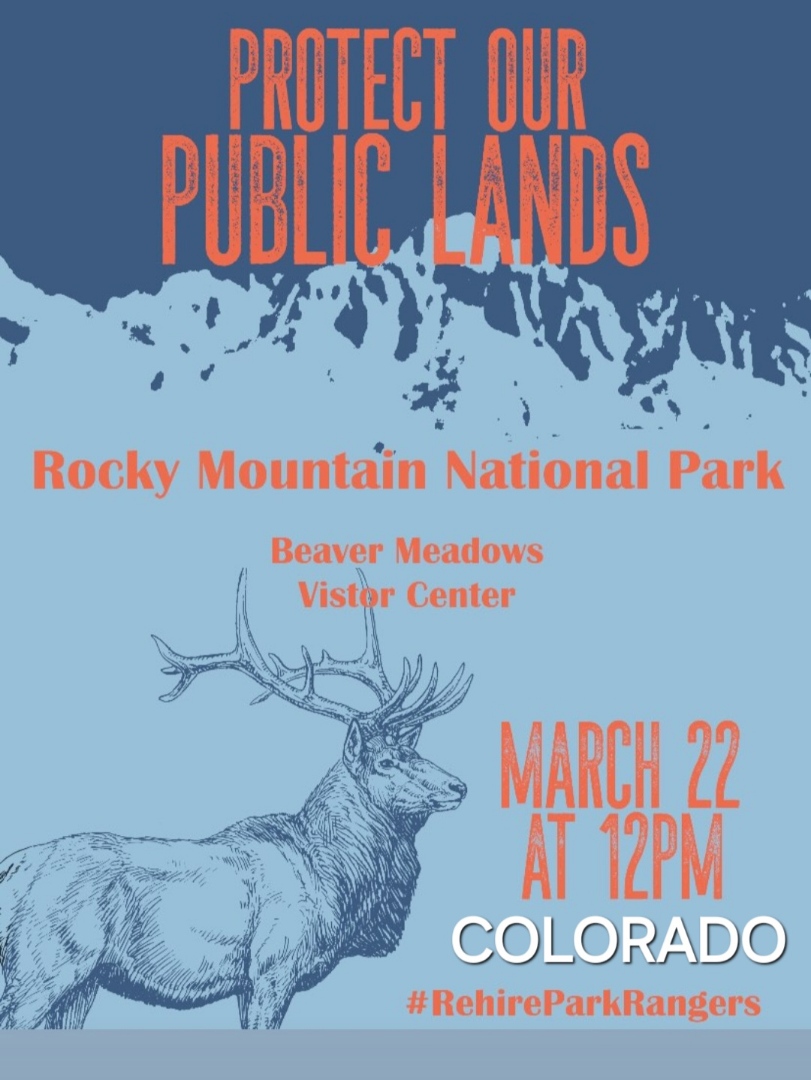 PROTECT OUR
PUBLIC LANDS
Rocky Mountain National Park
Beaver Meadows
Vistor Center
MARCH 22
AT 12PM
COLORADO
#RehireParkRangers